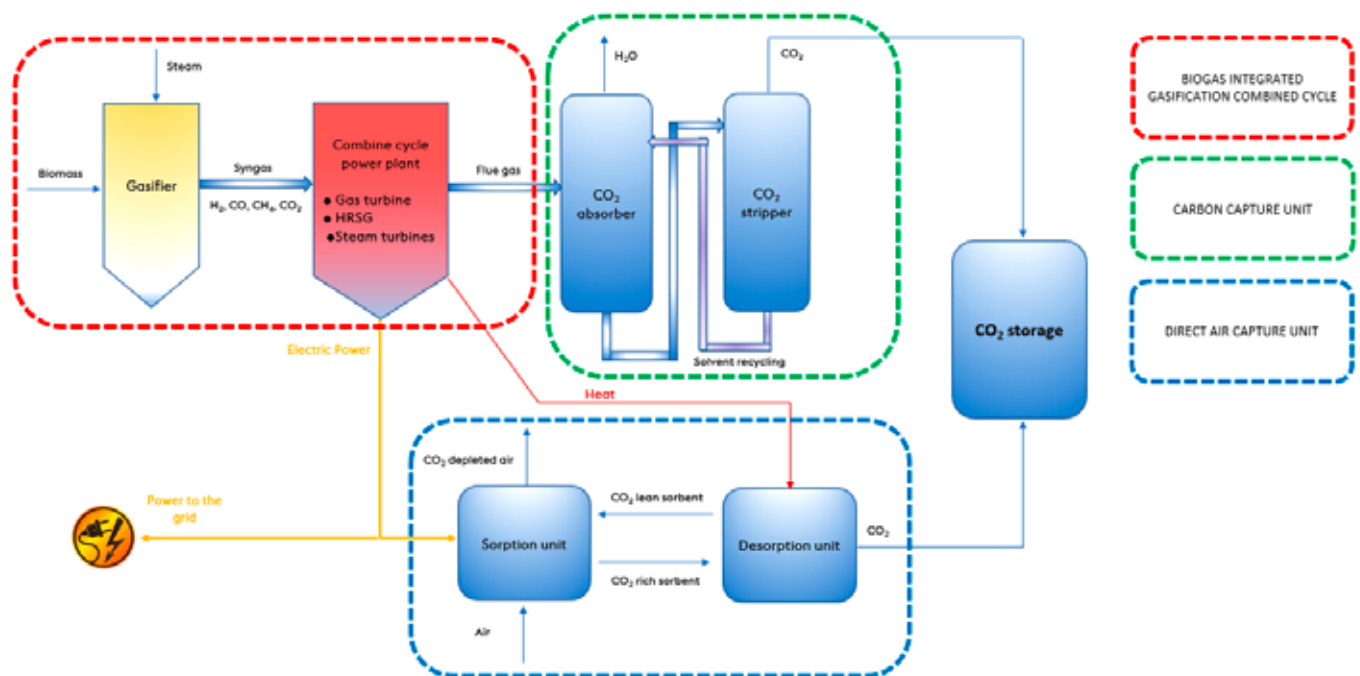 Steam
Biomass
Gasifier
Syngas
H₂, CO, CH₄, CO₂
Combine cycle
power plant
● Gas turbine
● HRSG
●Steam turbines
Flue gas
H₂O
CO₂
absorber
CO₂
CO₂
stripper
Solvent recycling
CO₂ storage
BIOGAS INTEGRATED
GASIFICATION COMBINED CYCLE
CARBON CAPTURE UNIT
DIRECT AIR CAPTURE UNIT
Electric Power
Heat
Power to the
grid
CO₂ depleted air
Sorption unit
CO₂ lean sorbent
CO₂ rich sorbent
Desorption unit
CO₂
Air